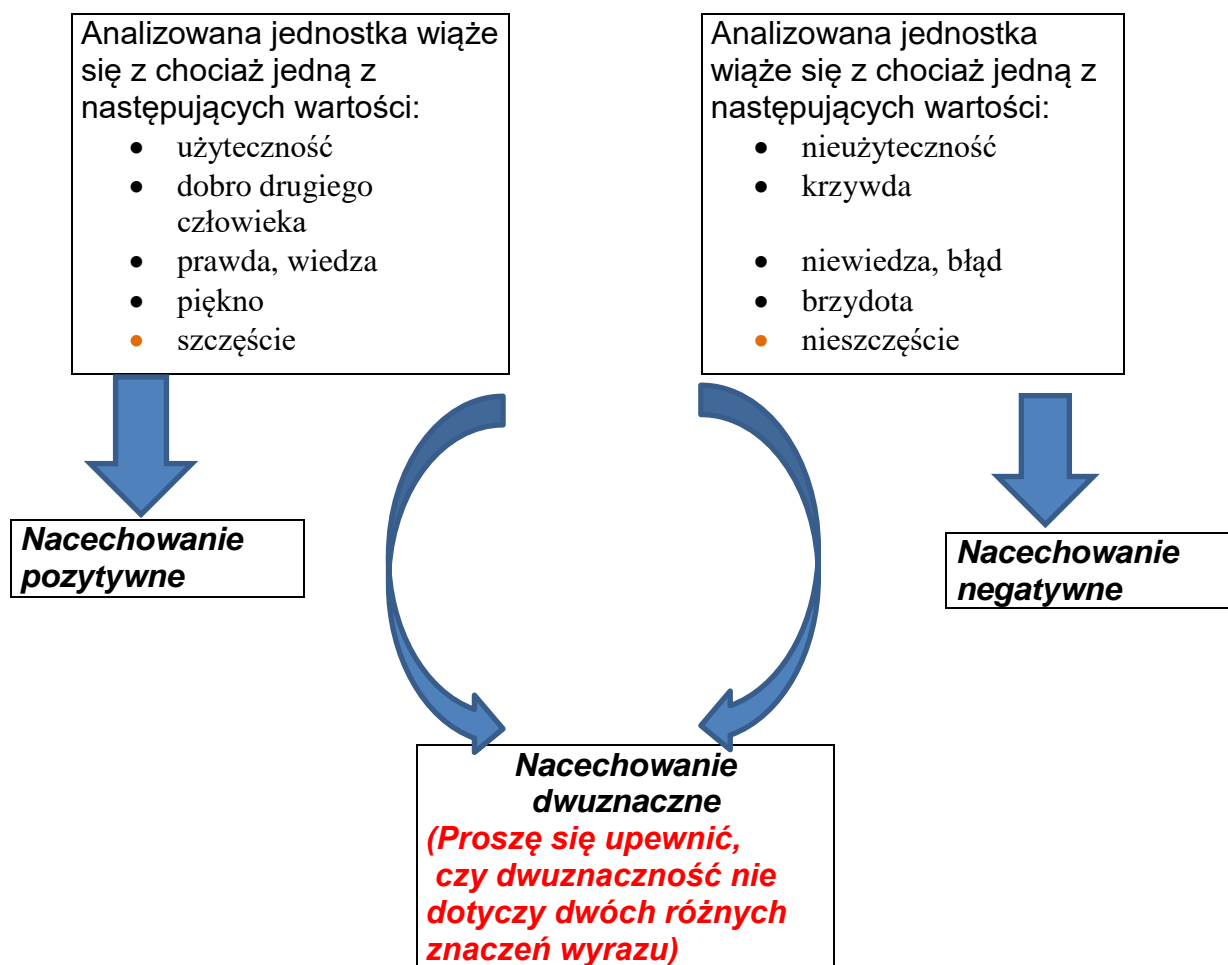 Analizowana jednostka wiąże
się z chociaż jedną z
następujących wartości:
• użyteczność
• dobro drugiego
człowieka
• prawda, wiedza
• piękno
• szczęście
Analizowana jednostka
wiąże się z chociaż jedną z
następujących wartości:
• nieużyteczność
• krzywda
• niewiedza, błąd
• brzydota
• nieszczęście
Nacechowanie
pozytywne
Nacechowanie
negatywne
Nacechowanie
dwuznaczne
(Proszę się upewnić,
czy dwuznaczność nie
dotyczy dwóch różnych
znaczeń wyrazu)